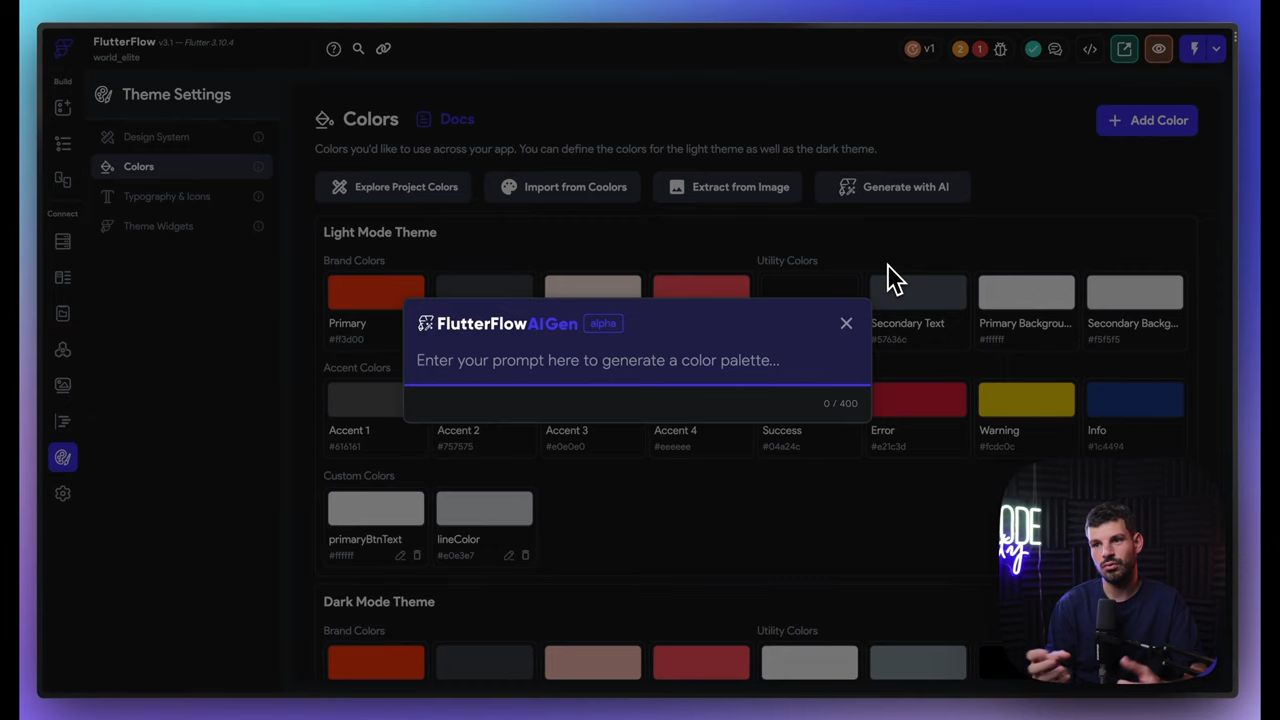 FlutterFlow v3.1 — Flutter 3.10.4
world_elite
v1
2
1
Build
Connect
Theme Settings
Design System
Colors
Typography & Icons
Theme Widgets
Colors Docs
Add Color
Colors you'd like to use across your app. You can define the colors for the light theme as well as the dark theme.
Explore Project Colors
Import from Coolors
Extract from Image
Generate with AI
Light Mode Theme
Brand Colors
Utility Colors
Primary
#ff3d00
Secondary Text
#57636c
Primary Backgrou...
#ffffff
Secondary Backg...
#f5f5f5
FlutterFlowAI Gen alpha
Enter your prompt here to generate a color palette...
0 / 400
Accent Colors
Accent 1
#616161
Accent 2
#757575
Accent 3
#e0e0e0
Accent 4
#eeeeee
Success
#04a24c
Error
#e21c3d
Warning
#fcdc0c
Info
#1c4494
Custom Colors
primaryBtnText
#ffffff
lineColor
#e0e3e7
Dark Mode Theme
Brand Colors
Utility Colors